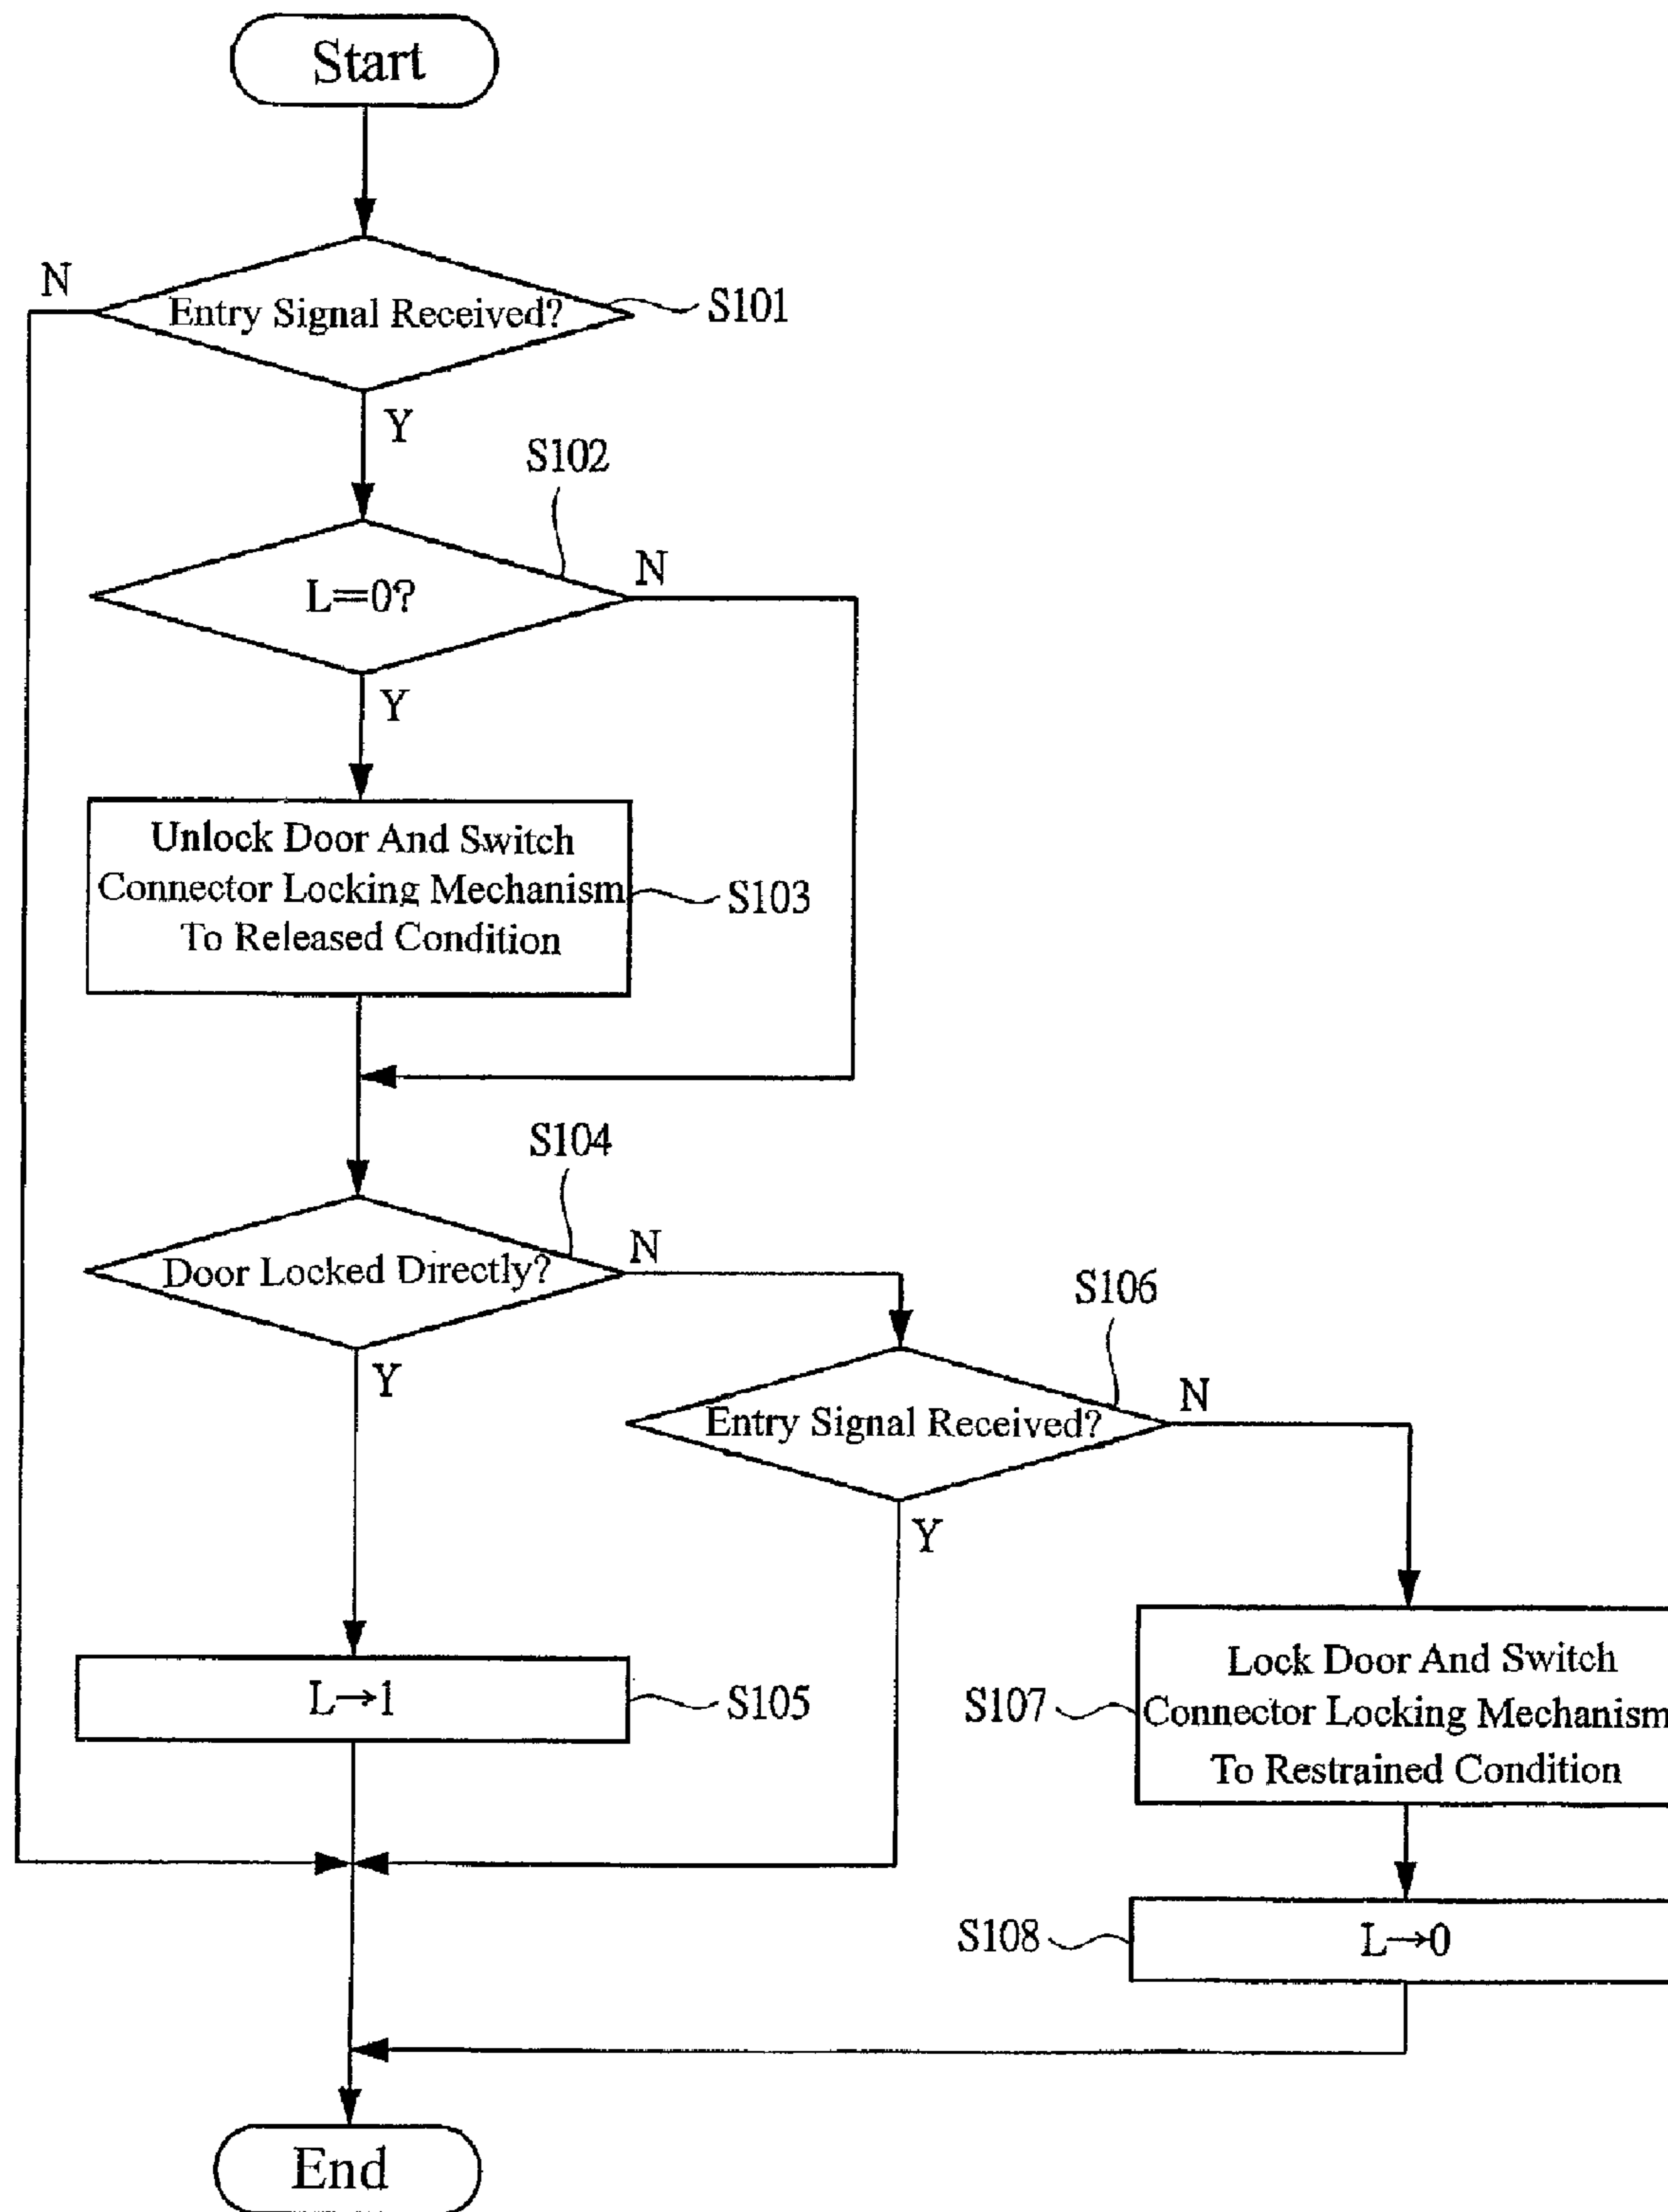 Start
N
Entry Signal Received?
S101
Y
S102
L=0?
N
Y
Unlock Door And Switch
Connector Locking Mechanism
To Released Condition
S103
S104
Door Locked Directly?
N
Y
S106
Entry Signal Received?
N
Y
L→1
S105
S107
Lock Door And Switch
Connector Locking Mechanism
To Restrained Condition
S108
L→0
End